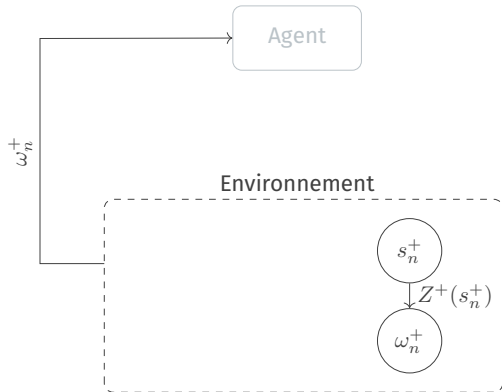 Agent
ω_n^+
Environnement
s_n^+
Z^+(s_n^+)
ω_n^+